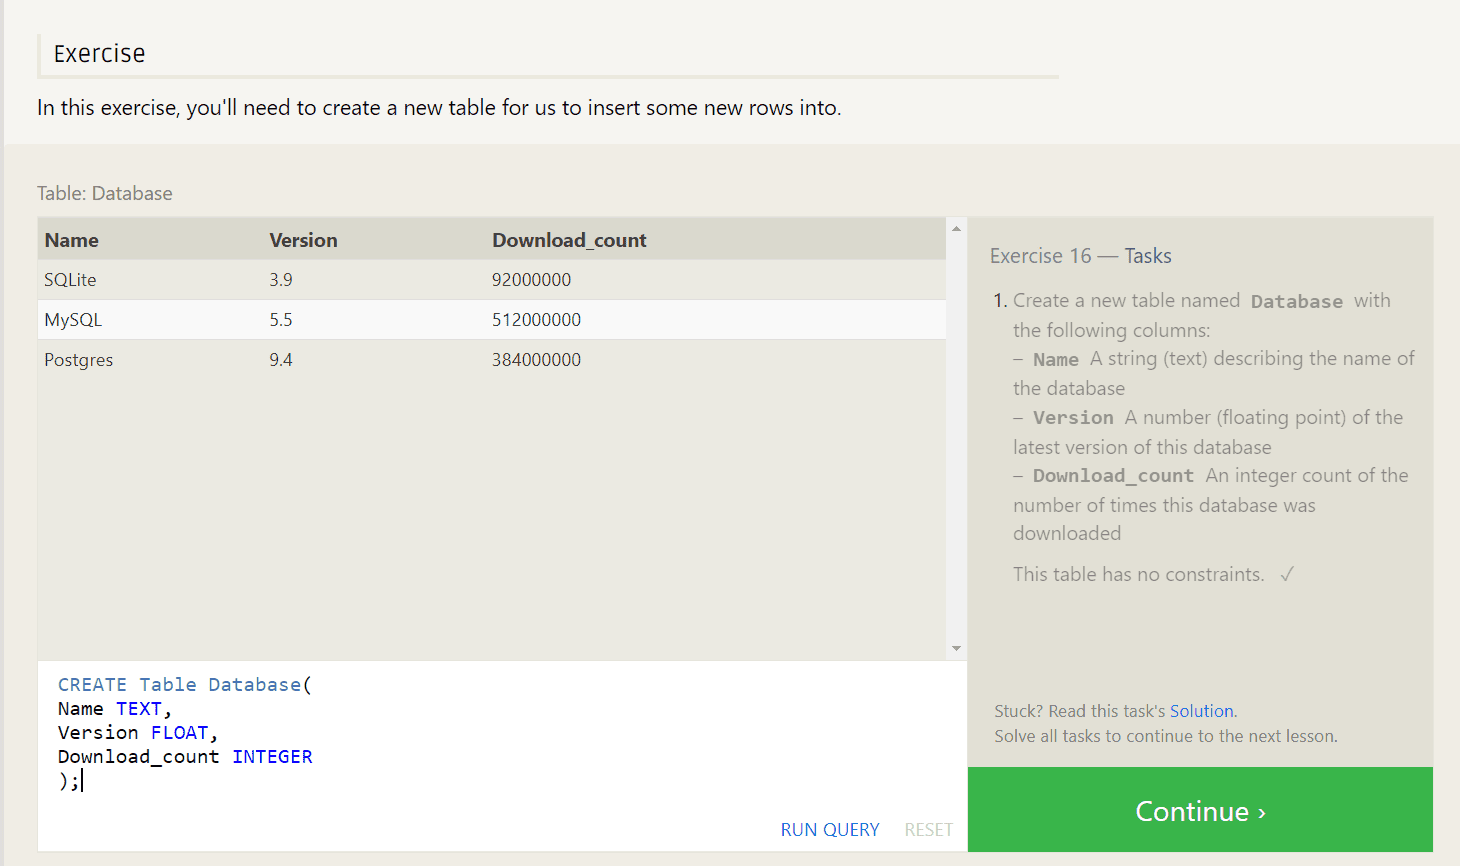 Exercise
In this exercise, you'll need to create a new table for us to insert some new rows into.
Table: Database
Name Version Download_count
SQLite 3.9 92000000
MySQL 5.5 512000000
Postgres 9.4 384000000
CREATE Table Database(
Name TEXT,
Version FLOAT,
Download_count INTEGER
);
RUN QUERY RESET
Exercise 16 — Tasks
1. Create a new table named Database with
the following columns:
– Name A string (text) describing the name of
the database
– Version A number (floating point) of the
latest version of this database
– Download_count An integer count of the
number of times this database was
downloaded
This table has no constraints. ✓
Stuck? Read this task's Solution.
Solve all tasks to continue to the next lesson.
Continue ›